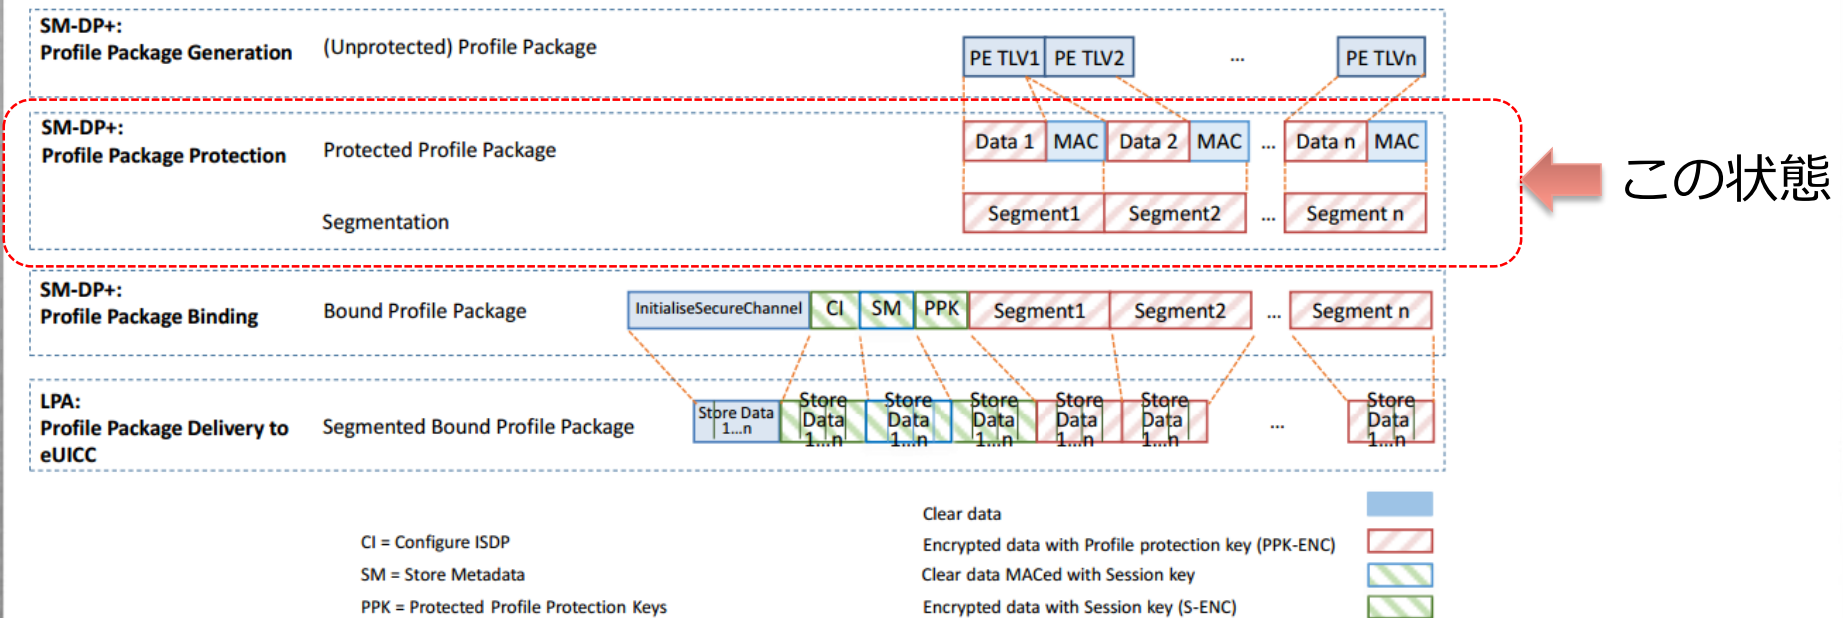 SM-DP+:
Profile Package Generation
(Unprotected) Profile Package
PE TLV1 PE TLV2 ... PE TLVn
SM-DP+:
Profile Package Protection
Protected Profile Package
Data 1 MAC Data 2 MAC ... Data n MAC
Segmentation
Segment1 Segment2 ... Segment n
この状態
SM-DP+:
Profile Package Binding
Bound Profile Package
InitialiseSecureChannel CI SM PPK Segment1 Segment2 ... Segment n
LPA:
Profile Package Delivery to
eUICC
Segmented Bound Profile Package
Store Data
1...n
Store
Data
1...n
Store
Data
1...n
Store
Data
1...n
Store
Data
1...n
Store
Data
1...n
...
Store
Data
1...n
CI = Configure ISDP
SM = Store Metadata
PPK = Protected Profile Protection Keys
Clear data
Encrypted data with Profile protection key (PPK-ENC)
Clear data MACed with Session key
Encrypted data with Session key (S-ENC)